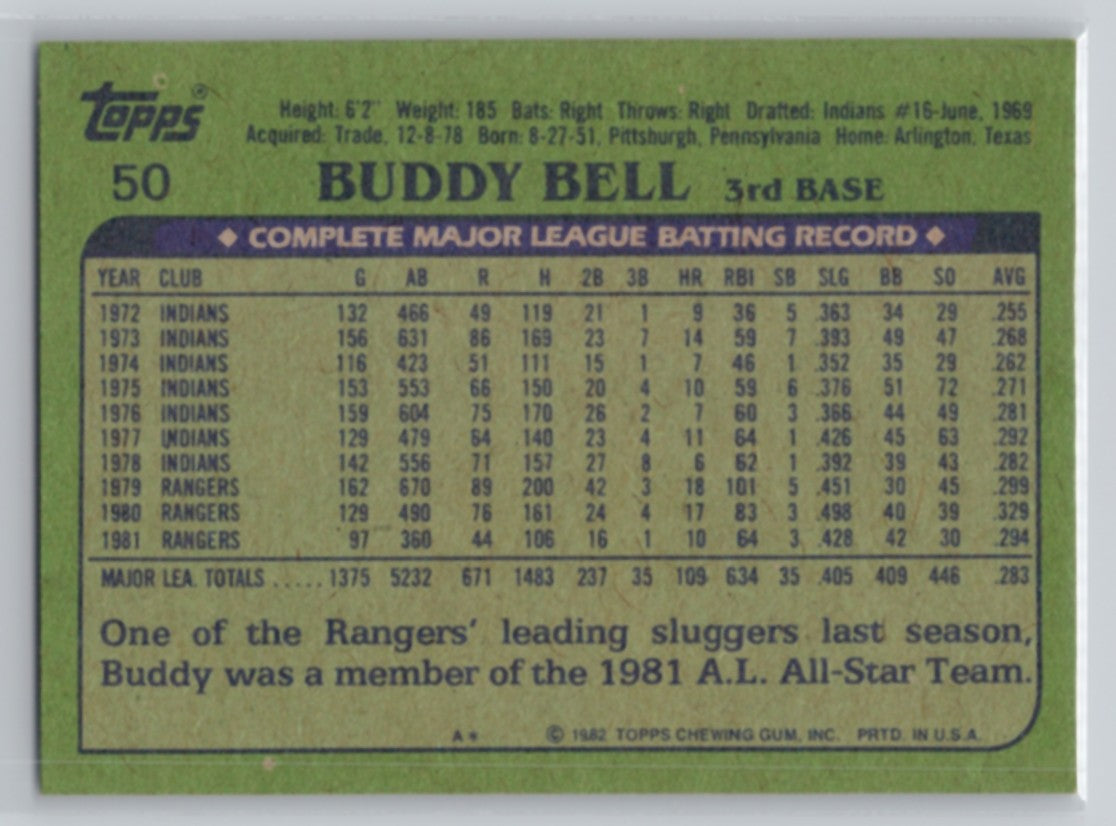 TOPPS®
Height: 6'2" Weight: 185 Bats: Right Throws: Right Drafted: Indians #16-June, 1969
Acquired: Trade, 12-8-78 Born: 8-27-51, Pittsburgh, Pennsylvania Home: Arlington, Texas
50 BUDDY BELL 3rd BASE
◆ COMPLETE MAJOR LEAGUE BATTING RECORD ◆
YEAR CLUB G AB R H 2B 3B HR RBI SB SLG BB SO AVG
1972 INDIANS 132 466 49 119 21 1 9 36 5 .363 34 29 .255
1973 INDIANS 156 631 86 169 23 7 14 59 7 .393 49 47 .268
1974 INDIANS 116 423 51 111 15 1 7 46 1 .352 35 29 .262
1975 INDIANS 153 553 66 150 20 4 10 59 6 .376 51 72 .271
1976 INDIANS 159 604 75 170 26 2 7 60 3 .366 44 49 .281
1977 INDIANS 129 479 64 140 23 4 11 64 1 .426 45 63 .292
1978 INDIANS 142 556 71 157 27 8 6 62 1 .392 39 43 .282
1979 RANGERS 162 670 89 200 42 3 18 101 5 .451 30 45 .299
1980 RANGERS 129 490 76 161 24 4 17 83 3 .498 40 39 .329
1981 RANGERS 97 360 44 106 16 1 10 64 3 .428 42 30 .294
MAJOR LEA. TOTALS ..... 1375 5232 671 1483 237 35 109 634 35 .405 409 446 .283
One of the Rangers' leading sluggers last season,
Buddy was a member of the 1981 A.L. All-Star Team.
A* © 1982 TOPPS CHEWING GUM, INC. PRTD. IN U.S.A.